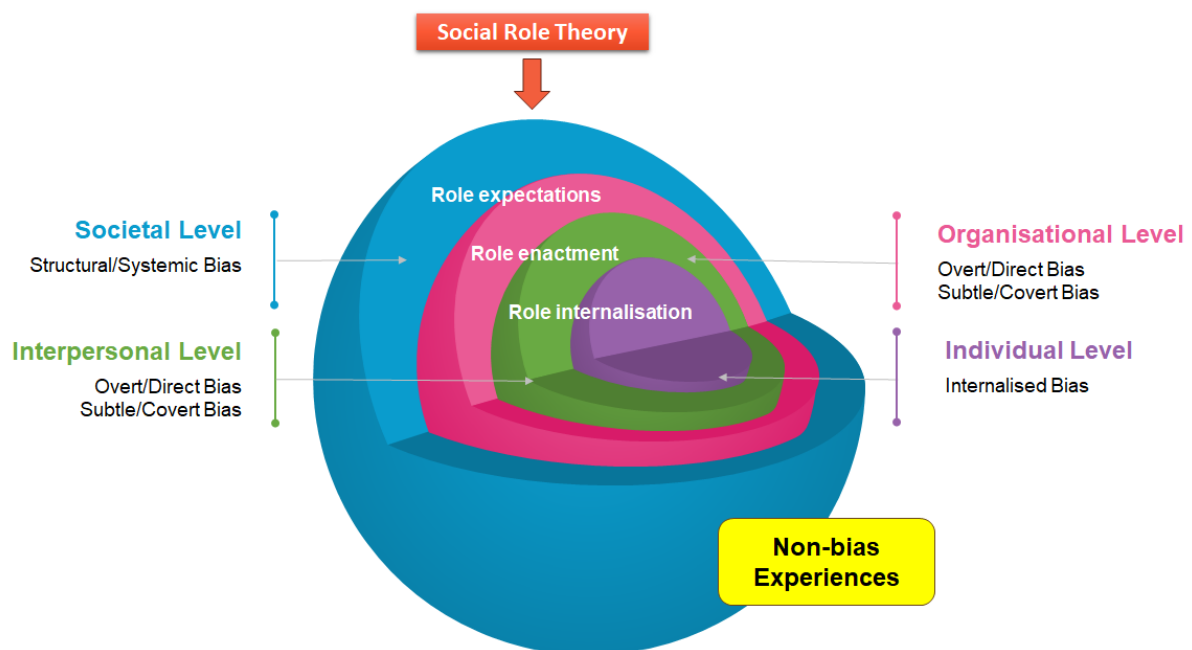 Social Role Theory
Role expectations
Role enactment
Role internalisation
Societal Level
Structural/Systemic Bias
Interpersonal Level
Overt/Direct Bias
Subtle/Covert Bias
Organisational Level
Overt/Direct Bias
Subtle/Covert Bias
Individual Level
Internalised Bias
Non-bias
Experiences